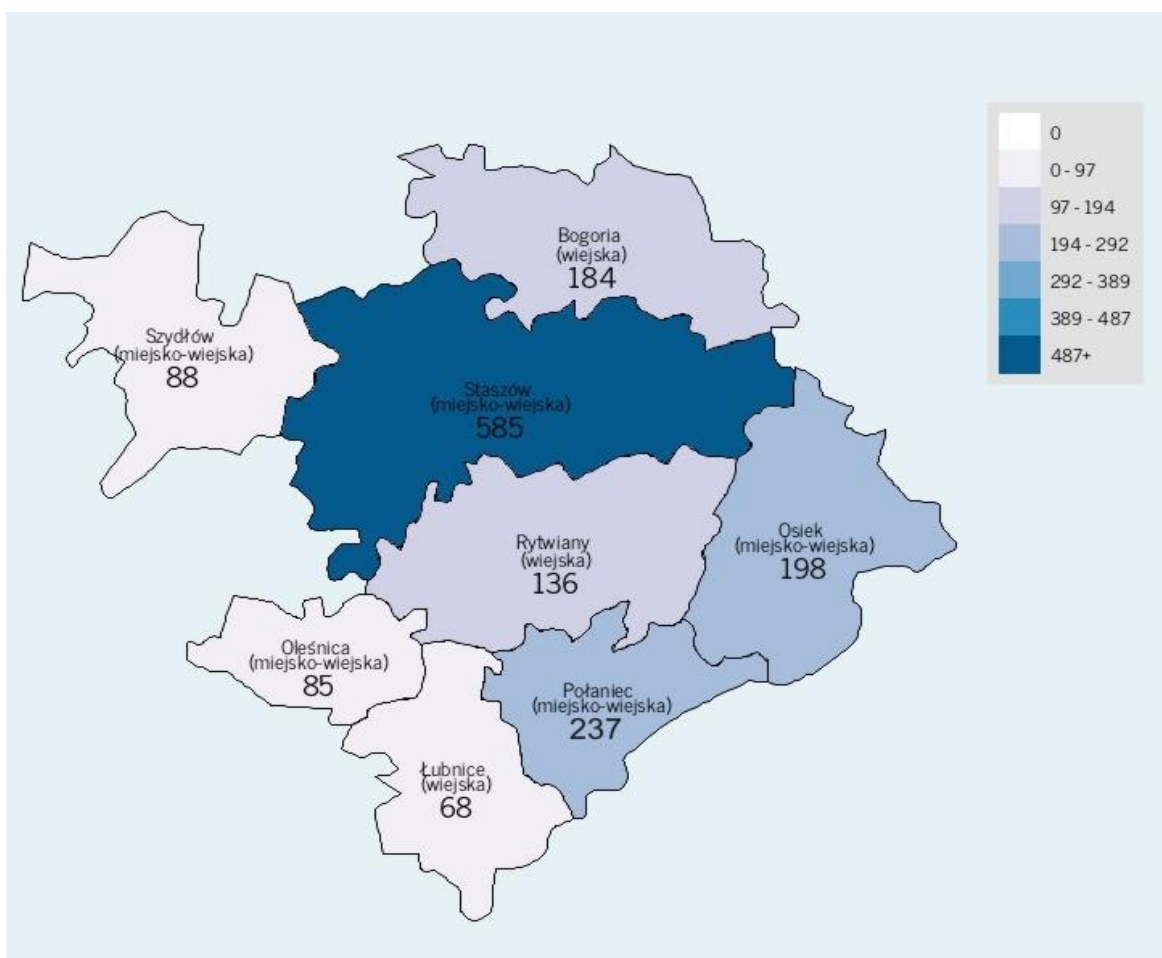 0
0 - 97
97 - 194
194 - 292
292 - 389
389 - 487
487+
Bogoria
(wiejska)
184
Szydłów
(miejsko-wiejska)
88
Staszów
(miejsko-wiejska)
585
Osiek
(miejsko-wiejska)
198
Rytwiany
(wiejska)
136
Oleśnica
(miejsko-wiejska)
85
Połaniec
(miejsko-wiejska)
237
Łubnice
(wiejska)
68